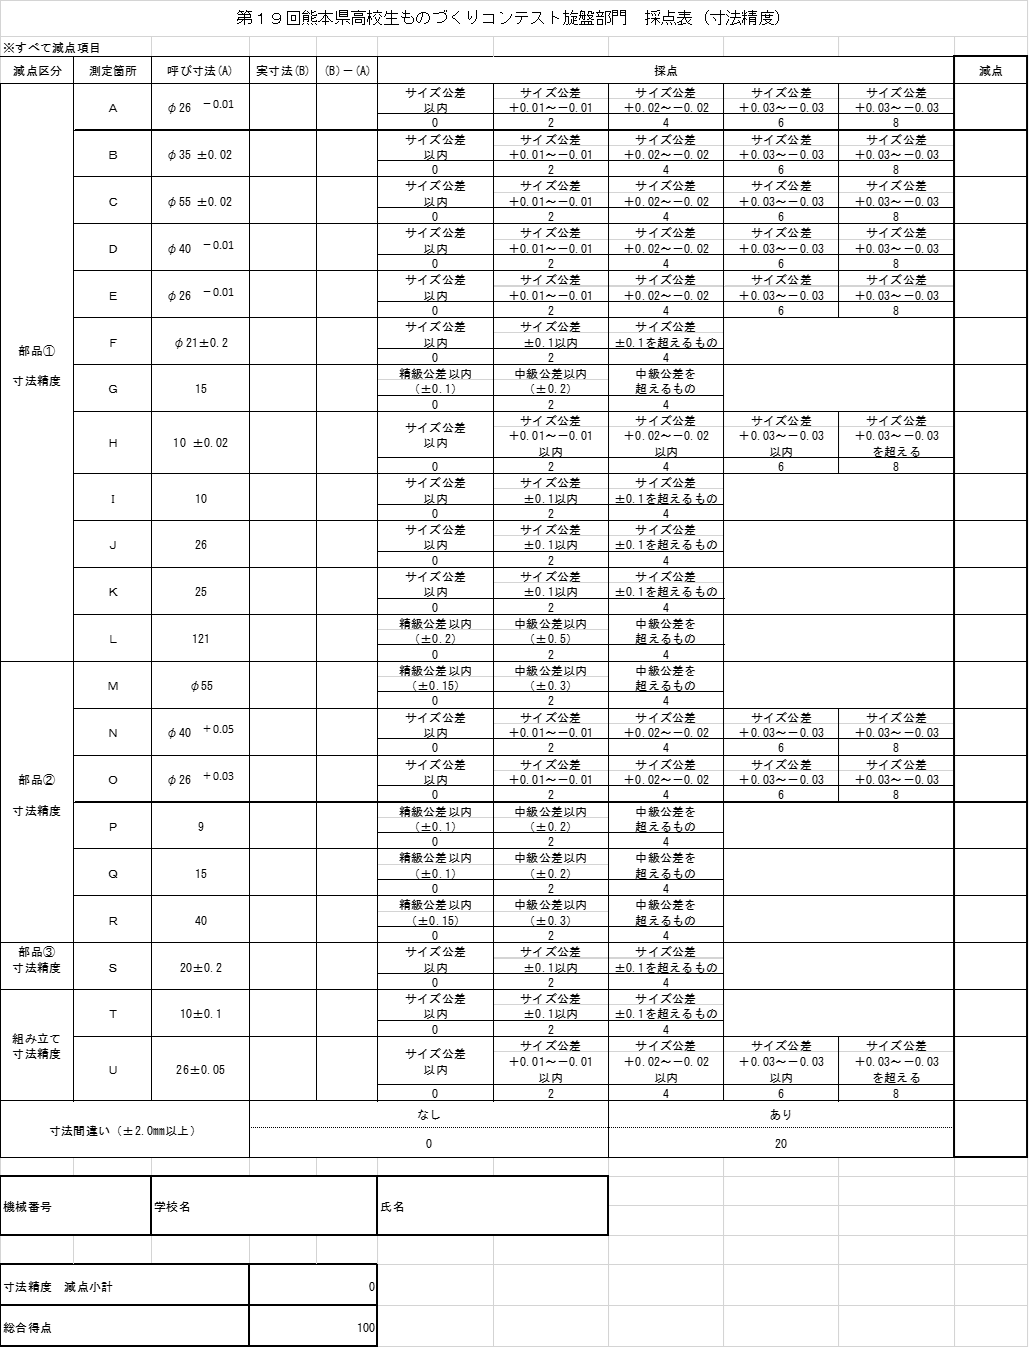 第１９回熊本県高校生ものづくりコンテスト旋盤部門　採点表（寸法精度）
※すべて減点項目
減点区分 測定箇所 呼び寸法(A) 実寸法(B) (B)－(A) 採点 減点
部品①
寸法精度
A φ26 －0.01
サイズ公差 サイズ公差 サイズ公差 サイズ公差 サイズ公差
以内 ＋0.01～－0.01 ＋0.02～－0.02 ＋0.03～－0.03 ＋0.03～－0.03
0 2 4 6 8
B φ35 ±0.02
サイズ公差 サイズ公差 サイズ公差 サイズ公差 サイズ公差
以内 ＋0.01～－0.01 ＋0.02～－0.02 ＋0.03～－0.03 ＋0.03～－0.03
0 2 4 6 8
C φ55 ±0.02
サイズ公差 サイズ公差 サイズ公差 サイズ公差 サイズ公差
以内 ＋0.01～－0.01 ＋0.02～－0.02 ＋0.03～－0.03 ＋0.03～－0.03
0 2 4 6 8
D φ40 －0.01
サイズ公差 サイズ公差 サイズ公差 サイズ公差 サイズ公差
以内 ＋0.01～－0.01 ＋0.02～－0.02 ＋0.03～－0.03 ＋0.03～－0.03
0 2 4 6 8
E φ26 －0.01
サイズ公差 サイズ公差 サイズ公差 サイズ公差 サイズ公差
以内 ＋0.01～－0.01 ＋0.02～－0.02 ＋0.03～－0.03 ＋0.03～－0.03
0 2 4 6 8
F φ21±0.2
サイズ公差 サイズ公差 サイズ公差
以内 ±0.1以内 ±0.1を超えるもの
0 2 4
G 15
精級公差以内 中級公差以内 中級公差を
（±0.1） （±0.2） 超えるもの
0 2 4
H 10 ±0.02
サイズ公差 サイズ公差 サイズ公差 サイズ公差 サイズ公差
以内 ＋0.01～－0.01 ＋0.02～－0.02 ＋0.03～－0.03 ＋0.03～－0.03
以内 以内 以内 を超える
0 2 4 6 8
I 10
サイズ公差 サイズ公差 サイズ公差
以内 ±0.1以内 ±0.1を超えるもの
0 2 4
J 26
サイズ公差 サイズ公差 サイズ公差
以内 ±0.1以内 ±0.1を超えるもの
0 2 4
K 25
サイズ公差 サイズ公差 サイズ公差
以内 ±0.1以内 ±0.1を超えるもの
0 2 4
L 121
精級公差以内 中級公差以内 中級公差を
（±0.2） （±0.5） 超えるもの
0 2 4
部品②
寸法精度
M φ55
精級公差以内 中級公差以内 中級公差を
（±0.15） （±0.3） 超えるもの
0 2 4
N φ40 ＋0.05
サイズ公差 サイズ公差 サイズ公差 サイズ公差 サイズ公差
以内 ＋0.01～－0.01 ＋0.02～－0.02 ＋0.03～－0.03 ＋0.03～－0.03
0 2 4 6 8
O φ26 ＋0.03
サイズ公差 サイズ公差 サイズ公差 サイズ公差 サイズ公差
以内 ＋0.01～－0.01 ＋0.02～－0.02 ＋0.03～－0.03 ＋0.03～－0.03
0 2 4 6 8
P 9
精級公差以内 中級公差以内 中級公差を
（±0.1） （±0.2） 超えるもの
0 2 4
Q 15
精級公差以内 中級公差以内 中級公差を
（±0.1） （±0.2） 超えるもの
0 2 4
R 40
精級公差以内 中級公差以内 中級公差を
（±0.15） （±0.3） 超えるもの
0 2 4
部品③
寸法精度
S 20±0.2
サイズ公差 サイズ公差 サイズ公差
以内 ±0.1以内 ±0.1を超えるもの
0 2 4
組み立て
寸法精度
T 10±0.1
サイズ公差 サイズ公差 サイズ公差
以内 ±0.1以内 ±0.1を超えるもの
0 2 4
U 26±0.05
サイズ公差 サイズ公差 サイズ公差 サイズ公差 サイズ公差
以内 ＋0.01～－0.01 ＋0.02～－0.02 ＋0.03～－0.03 ＋0.03～－0.03
以内 以内 以内 を超える
0 2 4 6 8
寸法間違い（±2.0㎜以上）
なし あり
0 20
機械番号 学校名 氏名
寸法精度　減点小計 0
総合得点 100